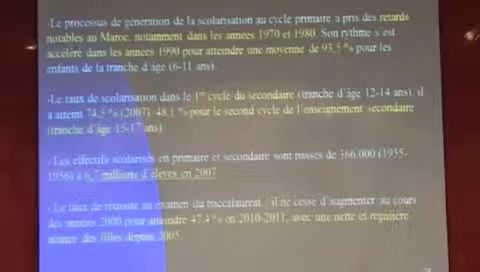 -Le processus de génération de la scolarisation au cycle primaire a pris des retards
notables au Maroc, notamment dans les années 1970 et 1980. Son rythme s est
accéléré dans les années 1990 pour atteindre une moyenne de 93,5 % pour les
enfants de la tranche d âge (6-11 ans).
-Le taux de scolarisation dans le 1er cycle du secondaire (tranche d'âge 12-14 ans), il
a atteint 74,5 % (2007), 48,1 % pour le second cycle de l'enseignement secondaire
(tranche d'âge 15-17 ans)
- Les effectifs scolarisés en primaire et secondaire sont passés de 366.000 (1955-
1956) à 6,7 millions d élèves en 2007
- Le taux de réussite au examen du baccalauréat : il ne cesse d'augmenter au cours
des années 2000 pour atteindre 47,4 % en 2010-2011, avec une nette et régulière
avance des filles depuis 2005.